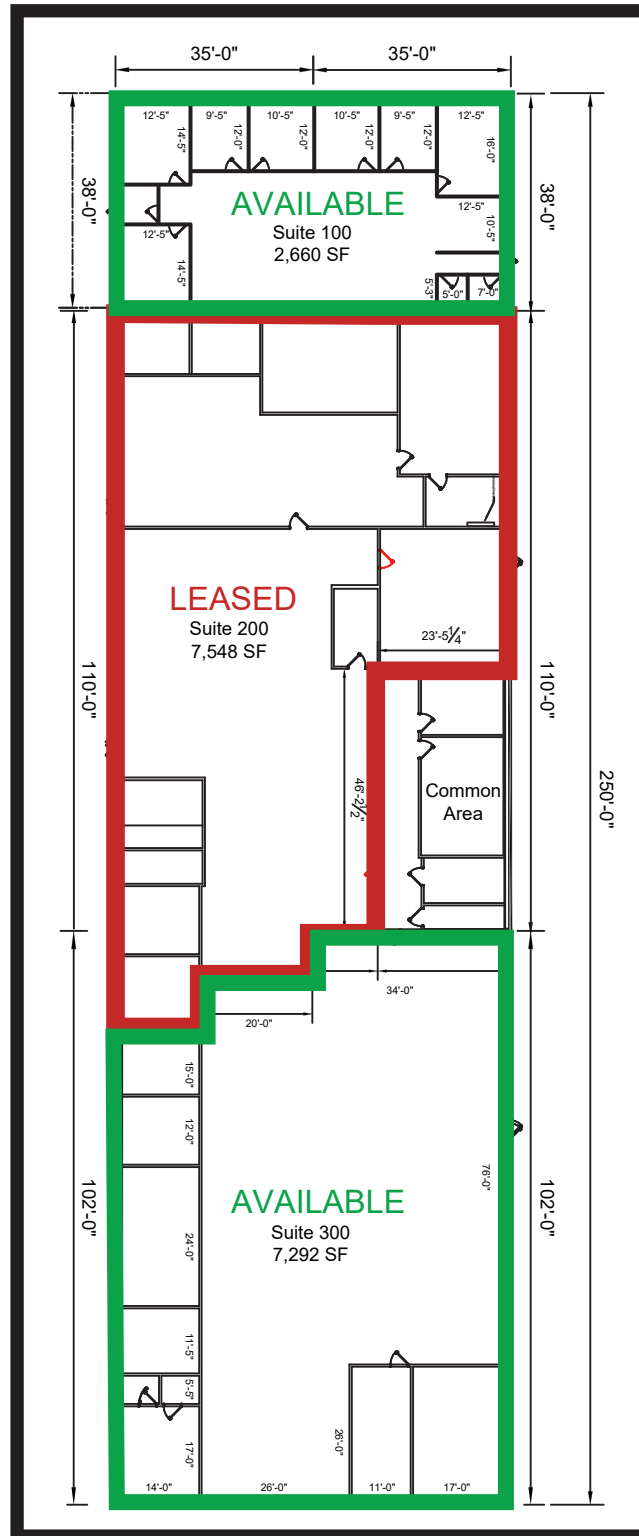 35'-0" 35'-0"
12'-5" 9'-5" 10'-5" 10'-5" 9'-5" 12'-5"
14'-5" 12'-0" 12'-0" 12'-0" 12'-0" 16'-0"
38'-0" 38'-0"
AVAILABLE
Suite 100
2,660 SF
12'-5"
10'-5"
12'-5"
14'-5"
5'-3" 5'-0" 7'-0"
LEASED
Suite 200
7,548 SF
23'-51/4"
110'-0" 110'-0"
250'-0"
46'-21/2"
Common
Area
34'-0"
20'-0"
15'-0"
12'-0"
76'-0"
102'-0" 102'-0"
AVAILABLE
Suite 300
7,292 SF
24'-0"
11'-5"
5'-5"
26'-0"
17'-0"
14'-0" 26'-0" 11'-0" 17'-0"